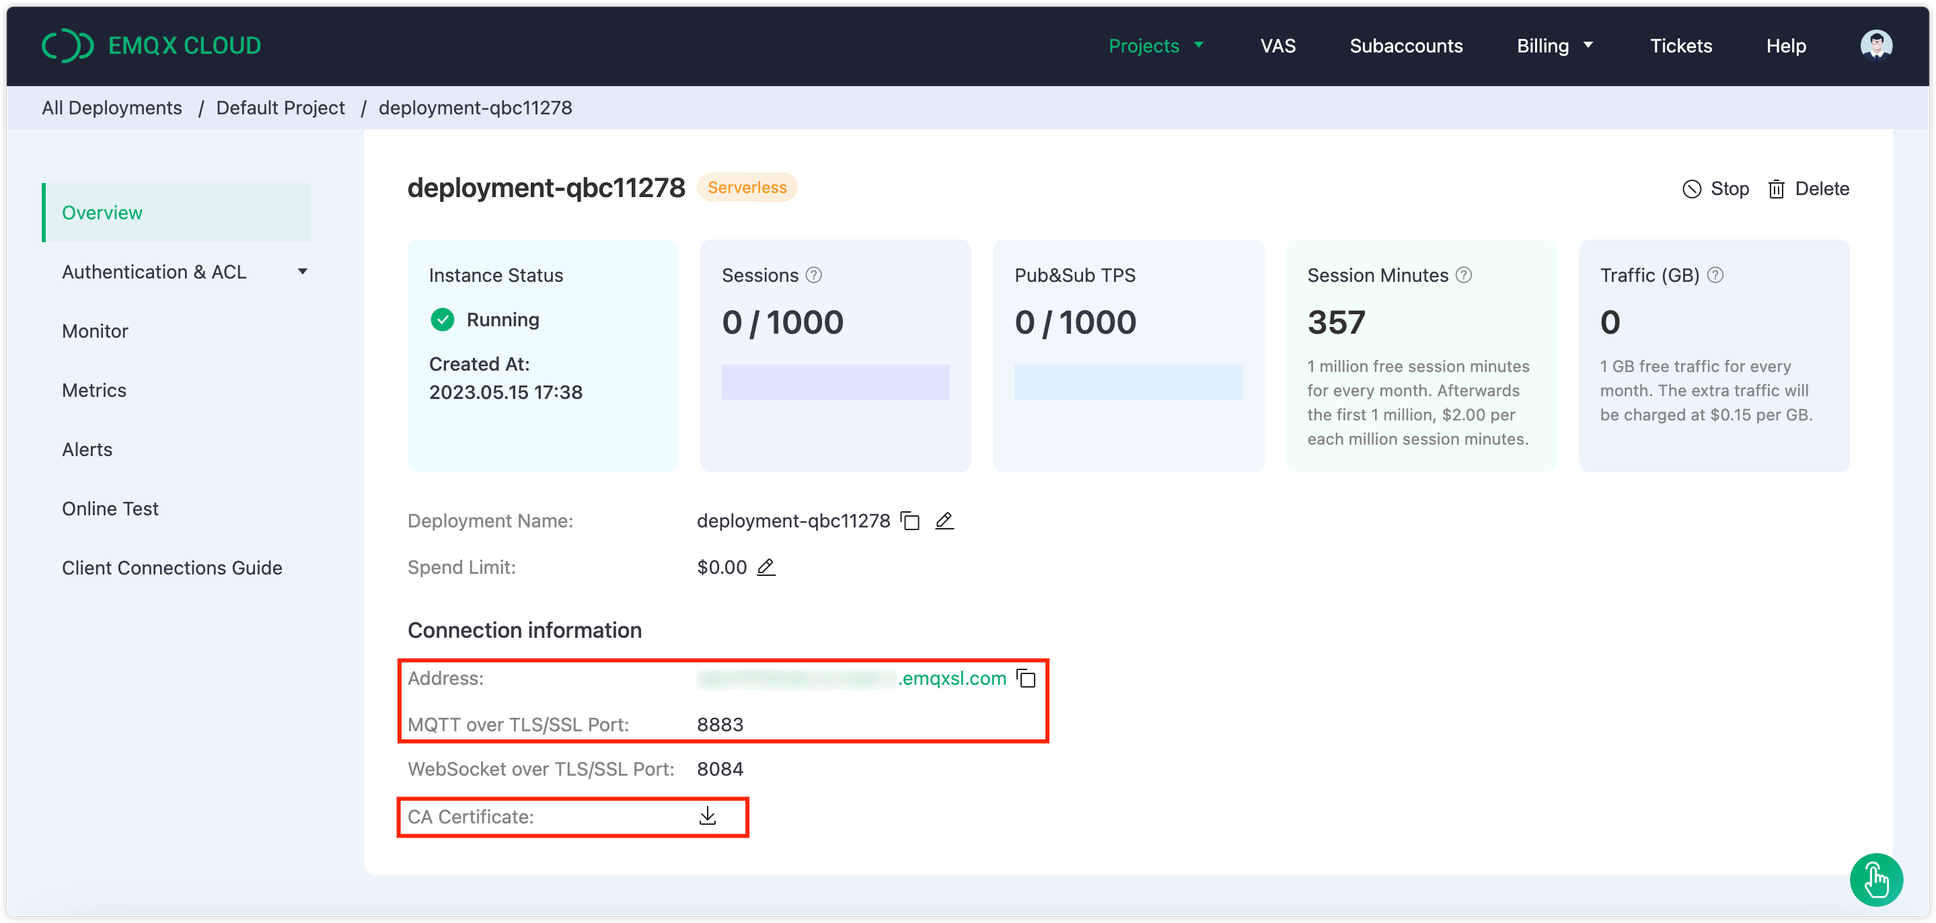 EMQX CLOUD
Projects VAS Subaccounts Billing Tickets Help
All Deployments / Default Project / deployment-qbc11278
Overview
Authentication & ACL
Monitor
Metrics
Alerts
Online Test
Client Connections Guide
deployment-qbc11278 Serverless
Stop Delete
Instance Status
Running
Created At:
2023.05.15 17:38
Sessions ?
0 / 1000
Pub&Sub TPS
0 / 1000
Session Minutes ?
357
1 million free session minutes
for every month. Afterwards
the first 1 million, $2.00 per
each million session minutes.
Traffic (GB) ?
0
1 GB free traffic for every
month. The extra traffic will
be charged at $0.15 per GB.
Deployment Name: deployment-qbc11278
Spend Limit: $0.00
Connection information
Address: .emqxsl.com
MQTT over TLS/SSL Port: 8883
WebSocket over TLS/SSL Port: 8084
CA Certificate: